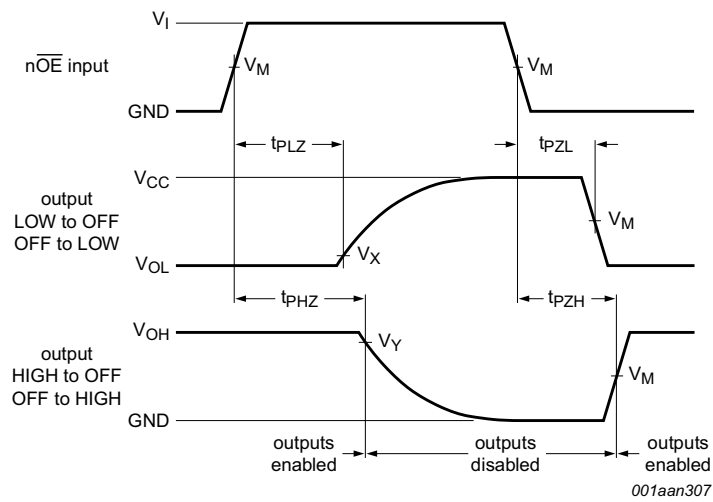 V_I
nO̅E̅ input
V_M
V_M
GND
t_PLZ
t_PZL
V_CC
output
LOW to OFF
OFF to LOW
V_M
V_X
V_OL
t_PHZ
t_PZH
V_OH
output
HIGH to OFF
OFF to HIGH
V_Y
V_M
GND
outputs
enabled
outputs
disabled
outputs
enabled
001aan307